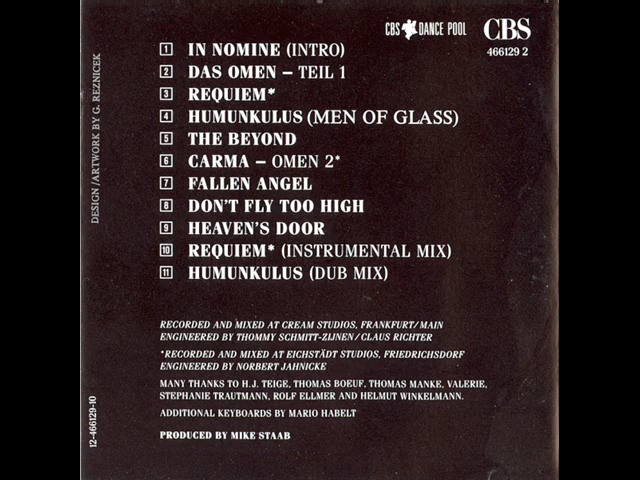 CBS DANCE POOL CBS
466129 2
1 IN NOMINE (INTRO)
2 DAS OMEN – TEIL 1
3 REQUIEM*
4 HUMUNKULUS (MEN OF GLASS)
5 THE BEYOND
6 CARMA – OMEN 2*
7 FALLEN ANGEL
8 DON'T FLY TOO HIGH
9 HEAVEN'S DOOR
10 REQUIEM* (INSTRUMENTAL MIX)
11 HUMUNKULUS (DUB MIX)
RECORDED AND MIXED AT CREAM STUDIOS, FRANKFURT/MAIN
ENGINEERED BY THOMMY SCHMITT-ZIJNEN/CLAUS RICHTER
*RECORDED AND MIXED AT EICHSTÄDT STUDIOS, FRIEDRICHSDORF
ENGINEERED BY NORBERT JAHNICKE
MANY THANKS TO H.J. TEIGE, THOMAS BOEUF, THOMAS MANKE, VALERIE,
STEPHANIE TRAUTMANN, ROLF ELLMER AND HELMUT WINKELMANN.
ADDITIONAL KEYBOARDS BY MARIO HABELT
PRODUCED BY MIKE STAAB
DESIGN/ARTWORK BY G. REZNICEK
12-466129-10